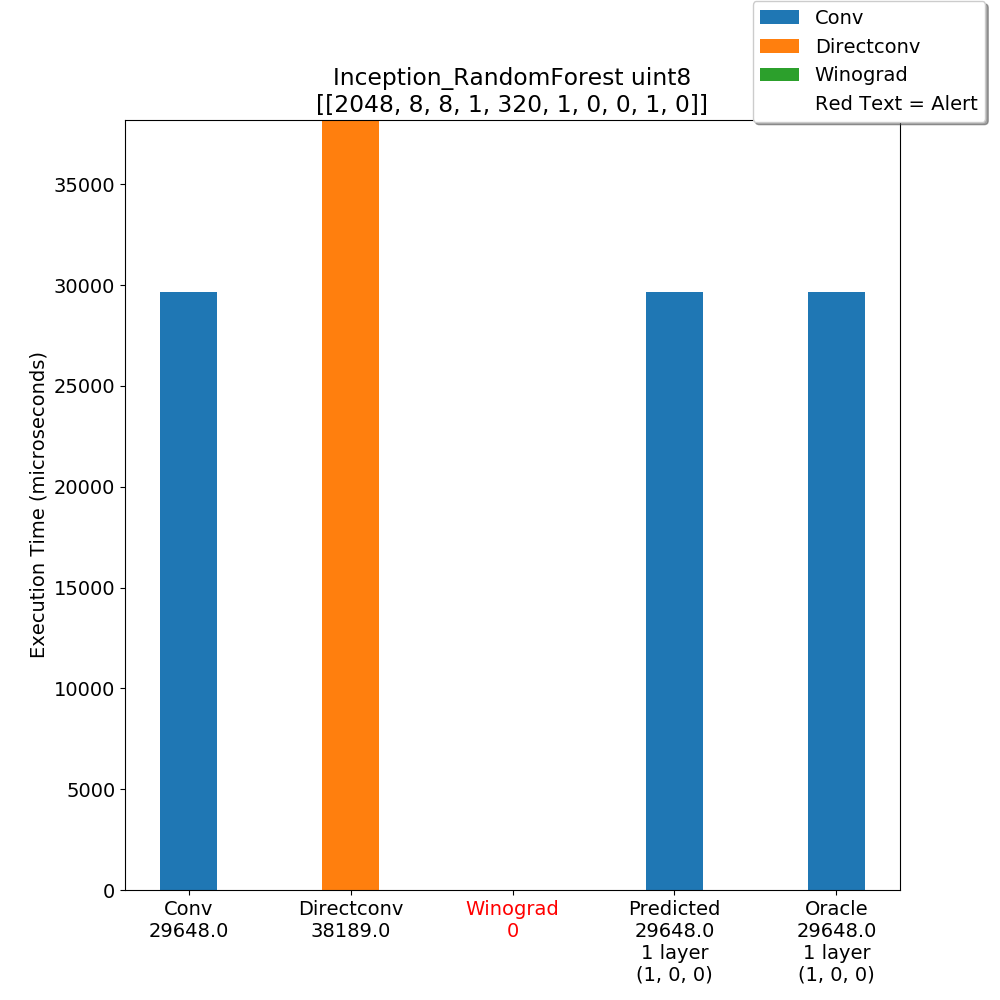 Conv
Directconv
Winograd
Red Text = Alert
Inception_RandomForest uint8
[[2048, 8, 8, 1, 320, 1, 0, 0, 1, 0]]
Execution Time (microseconds)
35000
30000
25000
20000
15000
10000
5000
0
Conv
29648.0
Directconv
38189.0
Winograd
0
Predicted
29648.0
1 layer
(1, 0, 0)
Oracle
29648.0
1 layer
(1, 0, 0)